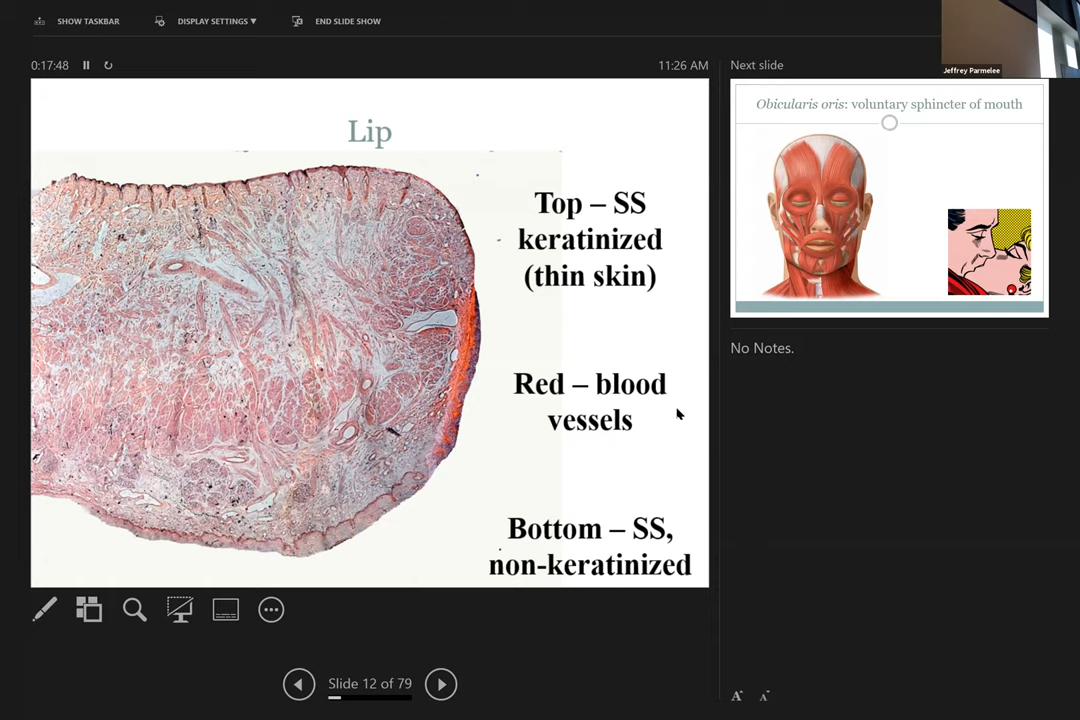 SHOW TASKBAR
DISPLAY SETTINGS ▼
END SLIDE SHOW
Jeffrey Parmelee
0:17:48
11:26 AM
Next slide
Lip
Top – SS
keratinized
(thin skin)
Red – blood
vessels
Bottom – SS,
non-keratinized
Obicularis oris: voluntary sphincter of mouth
No Notes.
Slide 12 of 79
A A